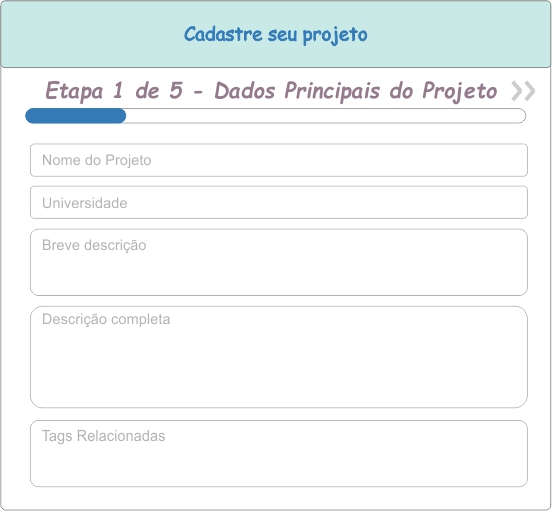 Cadastre seu projeto
Etapa 1 de 5 - Dados Principais do Projeto »
Nome do Projeto
Universidade
Breve descrição
Descrição completa
Tags Relacionadas